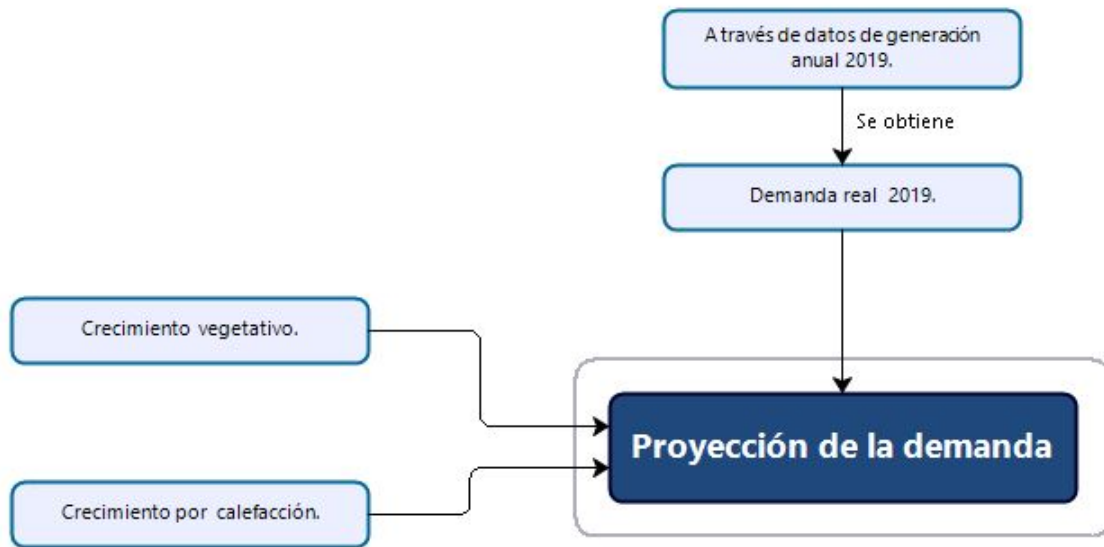 A través de datos de generación
anual 2019.
Se obtiene
Demanda real 2019.
Crecimiento vegetativo.
Proyección de la demanda
Crecimiento por calefacción.